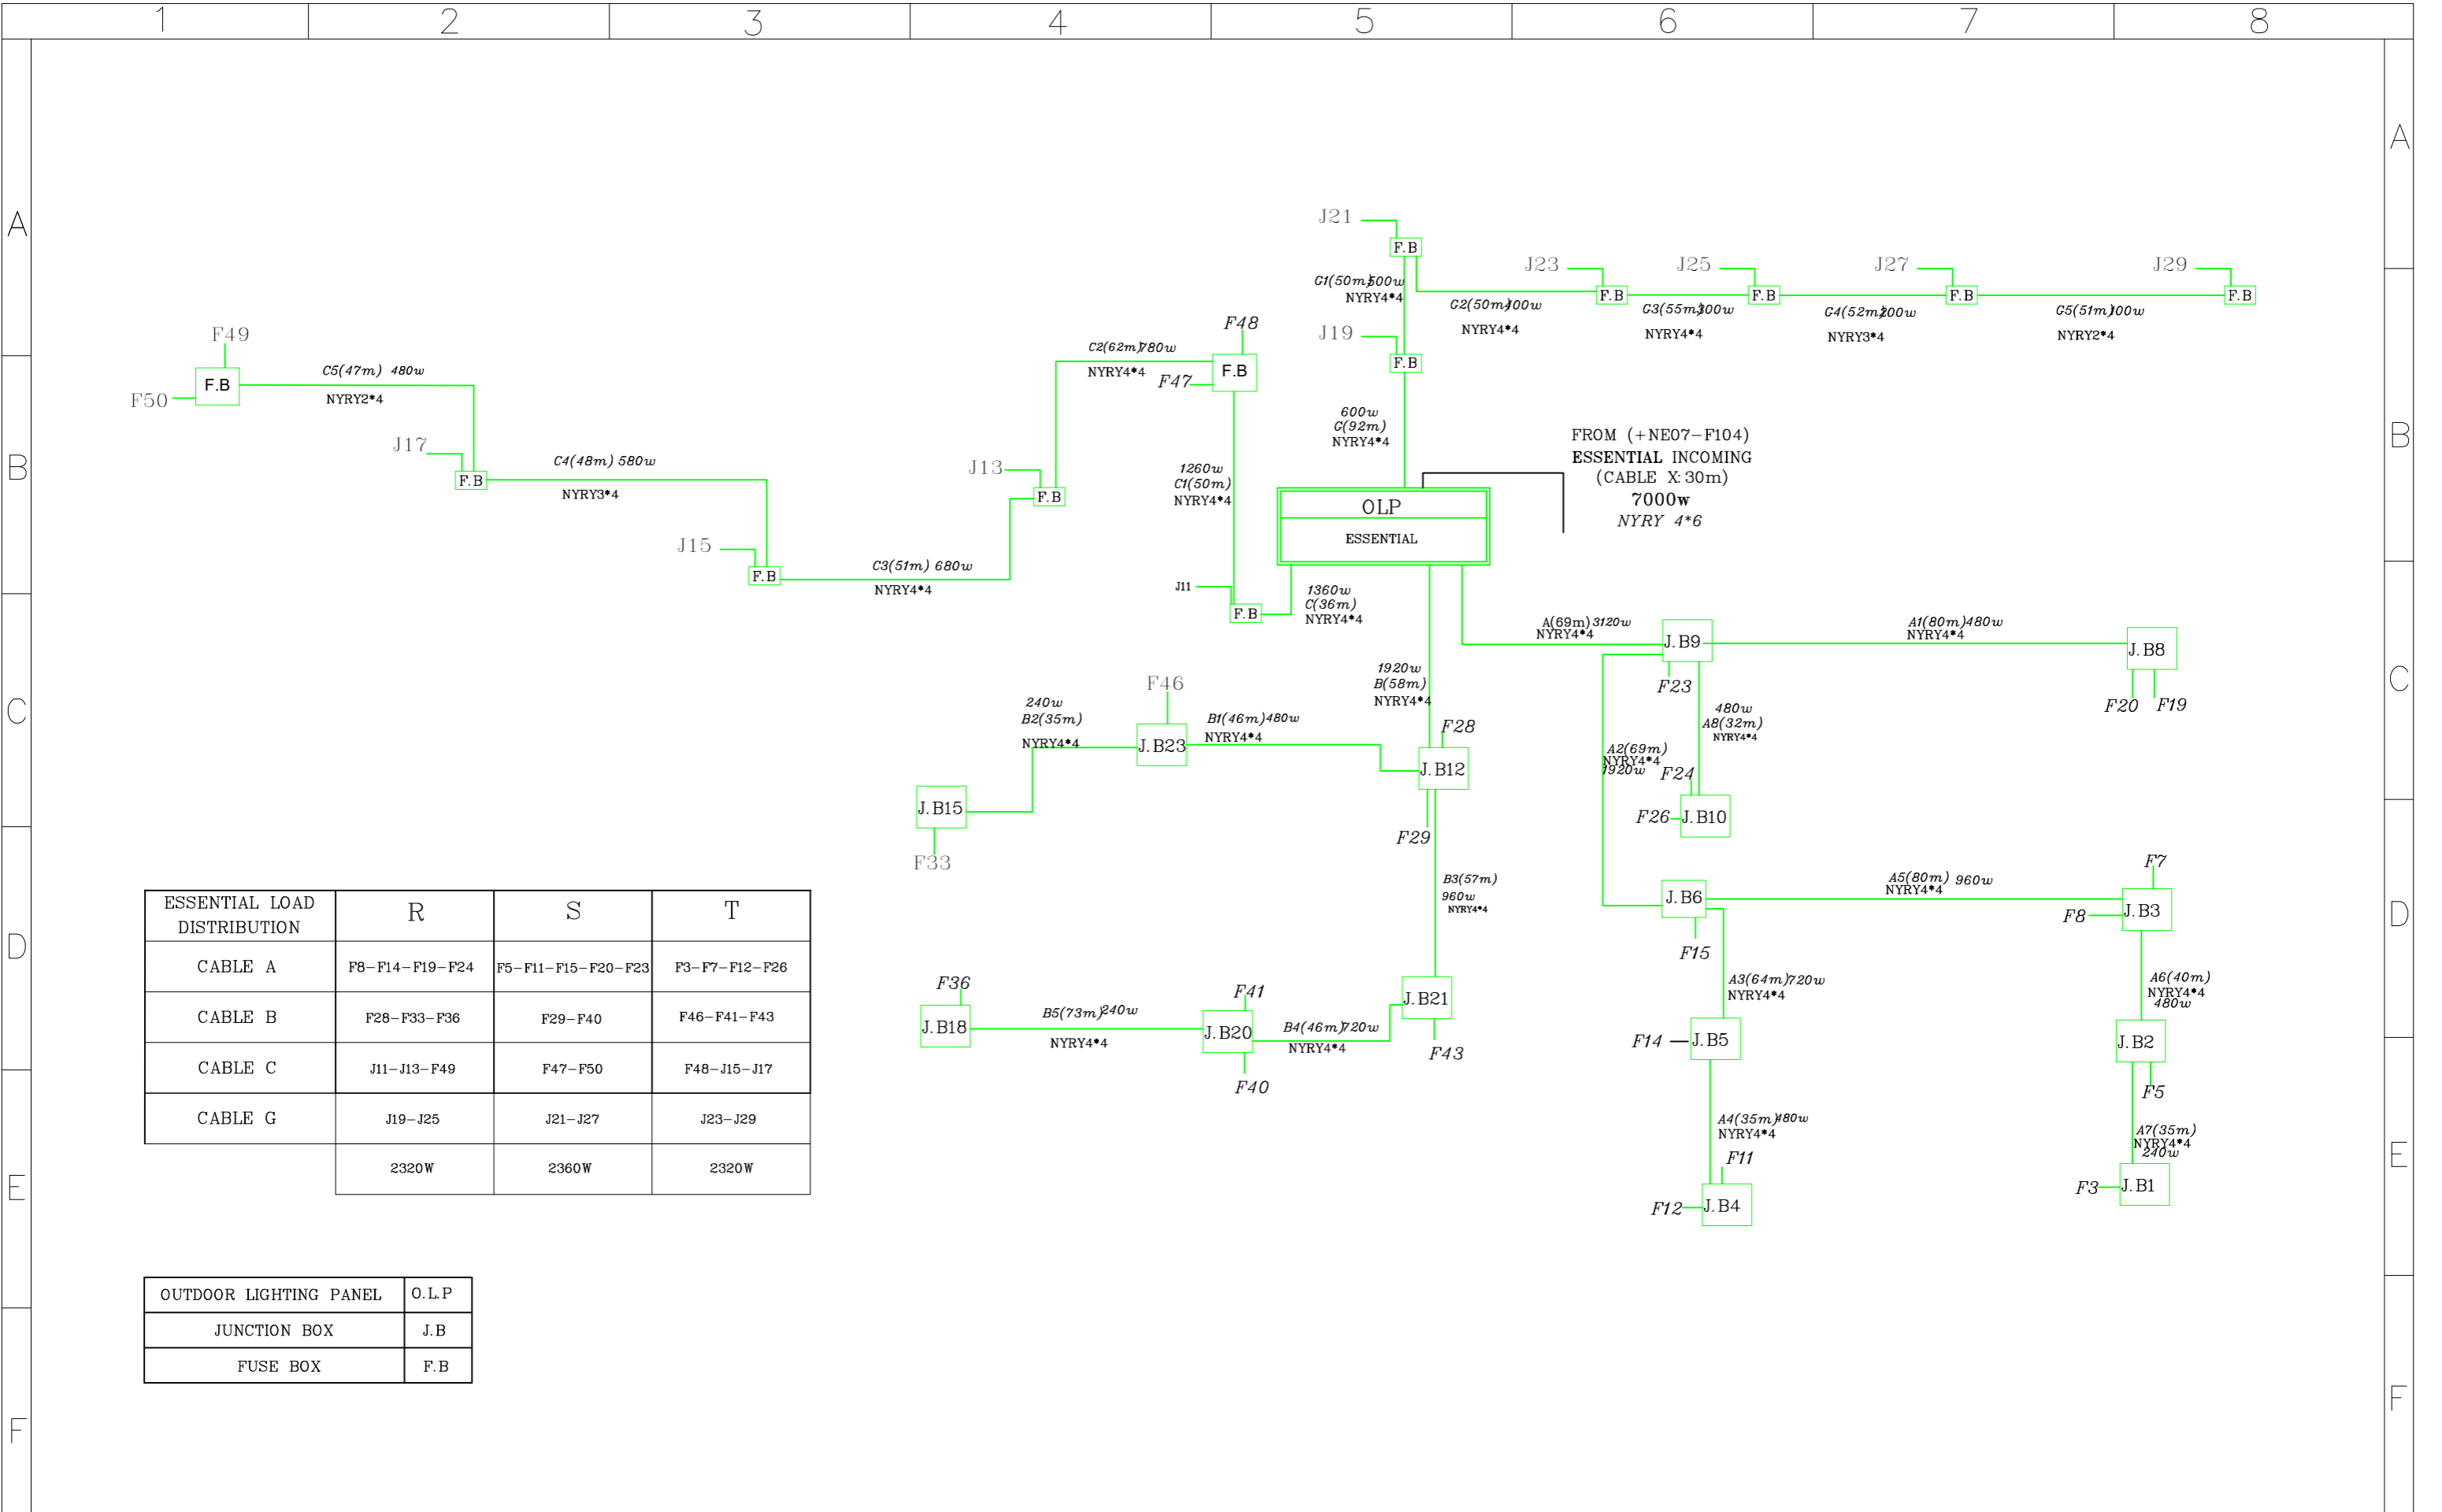 1 2 3 4 5 6 7 8
A
A
J21
F.B
J23
J25
J27
J29
G1(50m) 500w
NYRY4*4
F.B
F.B
F.B
F.B
G2(50m) 400w
NYRY4*4
G3(55m) 300w
NYRY4*4
G4(52m) 200w
NYRY3*4
G5(51m) 100w
NYRY2*4
J19
F.B
F49
F.B
F50
C5(47m) 480w
NYRY2*4
C2(62m) 780w
NYRY4*4
F48
F47
F.B
600w
G(92m)
NYRY4*4
FROM (+NE07-F104)
ESSENTIAL INCOMING
(CABLE X:30m)
7000w
NYRY 4*6
B
B
J17
F.B
C4(48m) 580w
NYRY3*4
J13
F.B
1260w
C1(50m)
NYRY4*4
OLP
ESSENTIAL
J15
F.B
C3(51m) 680w
NYRY4*4
J11
F.B
1360w
C(36m)
NYRY4*4
A(69m) 3120w
NYRY4*4
J.B9
F23
A1(80m) 480w
NYRY4*4
J.B8
F20 F19
C
C
1920w
B(58m)
NYRY4*4
F46
240w
B2(35m)
NYRY4*4
J.B23
B1(46m) 480w
NYRY4*4
F28
J.B12
F29
480w
A8(32m)
NYRY4*4
A2(69m)
NYRY4*4
1920w
F24
F26
J.B10
J.B15
F33
B3(57m)
960w
NYRY4*4
J.B6
F15
A5(80m) 960w
NYRY4*4
F7
F8
J.B3
D
D
ESSENTIAL LOAD DISTRIBUTION R S T
CABLE A F8-F14-F19-F24 F5-F11-F15-F20-F23 F3-F7-F12-F26
CABLE B F28-F33-F36 F29-F40 F46-F41-F43
CABLE C J11-J13-F49 F47-F50 F48-J15-J17
CABLE G J19-J25 J21-J27 J23-J29
2320W 2360W 2320W
F36
J.B18
B5(73m) 240w
NYRY4*4
F41
J.B20
F40
B4(46m) 720w
NYRY4*4
J.B21
F43
A3(64m) 720w
NYRY4*4
F14
J.B5
A6(40m)
NYRY4*4
480w
J.B2
F5
A4(35m) 480w
NYRY4*4
F11
F12
J.B4
A7(35m)
NYRY4*4
240w
F3
J.B1
E
E
OUTDOOR LIGHTING PANEL O.L.P
JUNCTION BOX J.B
FUSE BOX F.B
F
F